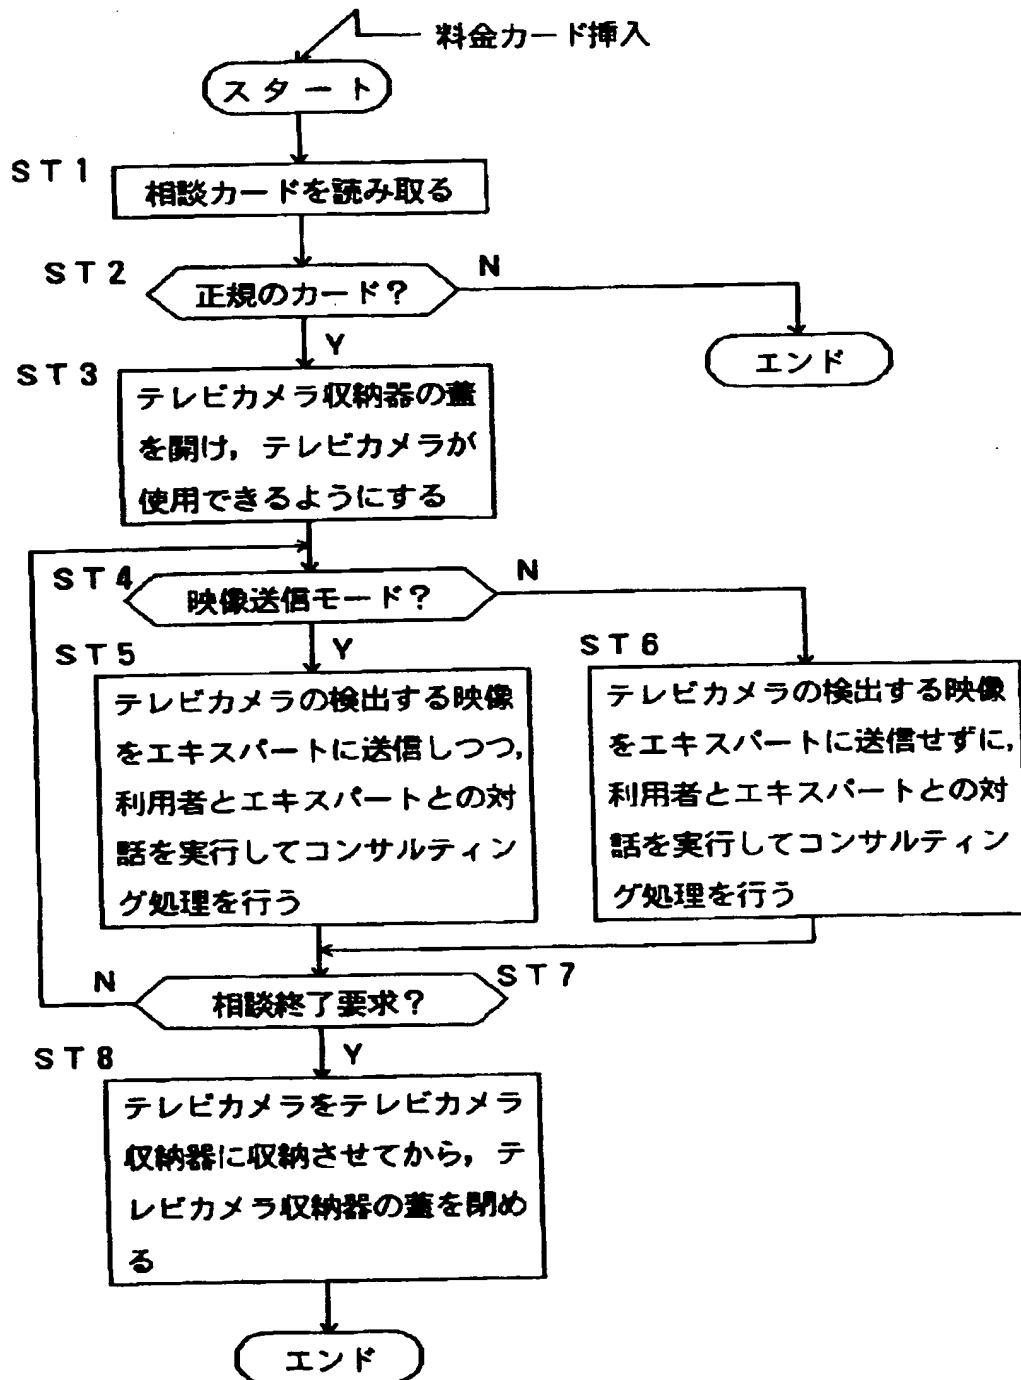 料金カード挿入
スタート
ST1
相談カードを読み取る
ST2
正規のカード?
N
Y
エンド
ST3
テレビカメラ収納器の蓋
を開け,テレビカメラが
使用できるようにする
ST4
映像送信モード?
N
Y
ST5
テレビカメラの検出する映像
をエキスパートに送信しつつ,
利用者とエキスパートとの対
話を実行してコンサルティン
グ処理を行う
ST6
テレビカメラの検出する映像
をエキスパートに送信せずに,
利用者とエキスパートとの対
話を実行してコンサルティン
グ処理を行う
ST7
相談終了要求?
N
Y
ST8
テレビカメラをテレビカメラ
収納器に収納させてから,テ
レビカメラ収納器の蓋を閉め
る
エンド